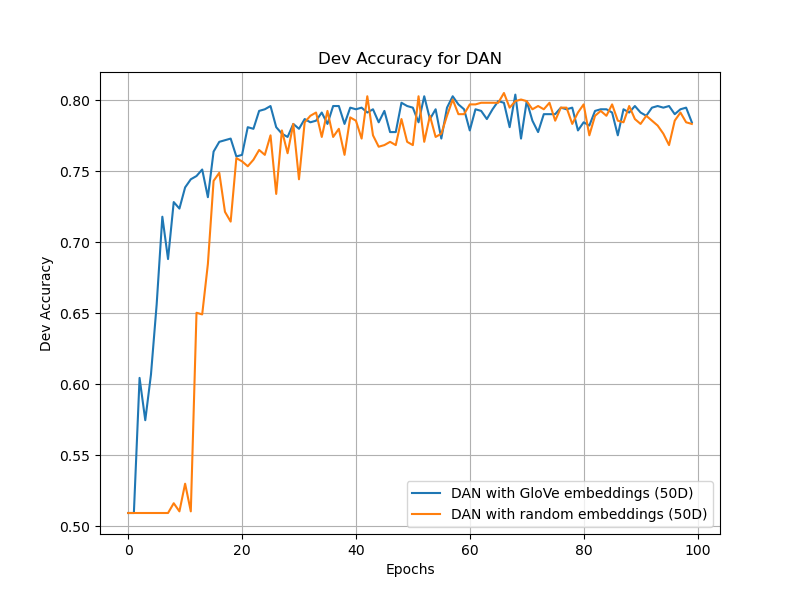 Dev Accuracy for DAN
Dev Accuracy
0.80
0.75
0.70
0.65
0.60
0.55
0.50
DAN with GloVe embeddings (50D)
DAN with random embeddings (50D)
0 20 40 60 80 100
Epochs